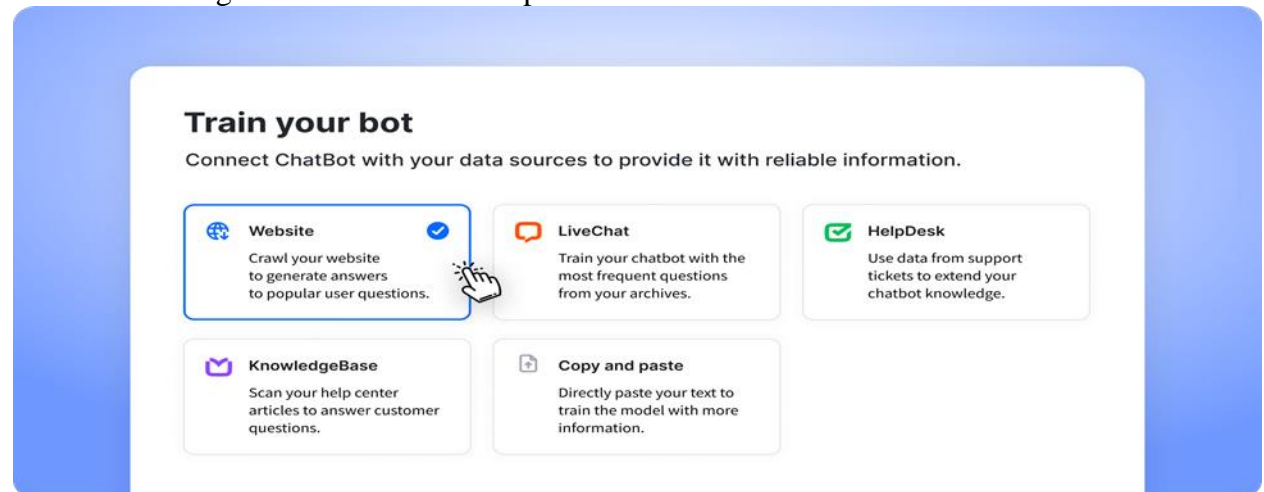 Train your bot
Connect ChatBot with your data sources to provide it with reliable information.
Website
Crawl your website
to generate answers
to popular user questions.
LiveChat
Train your chatbot with the
most frequent questions
from your archives.
HelpDesk
Use data from support
tickets to extend your
chatbot knowledge.
KnowledgeBase
Scan your help center
articles to answer customer
questions.
Copy and paste
Directly paste your text to
train the model with more
information.